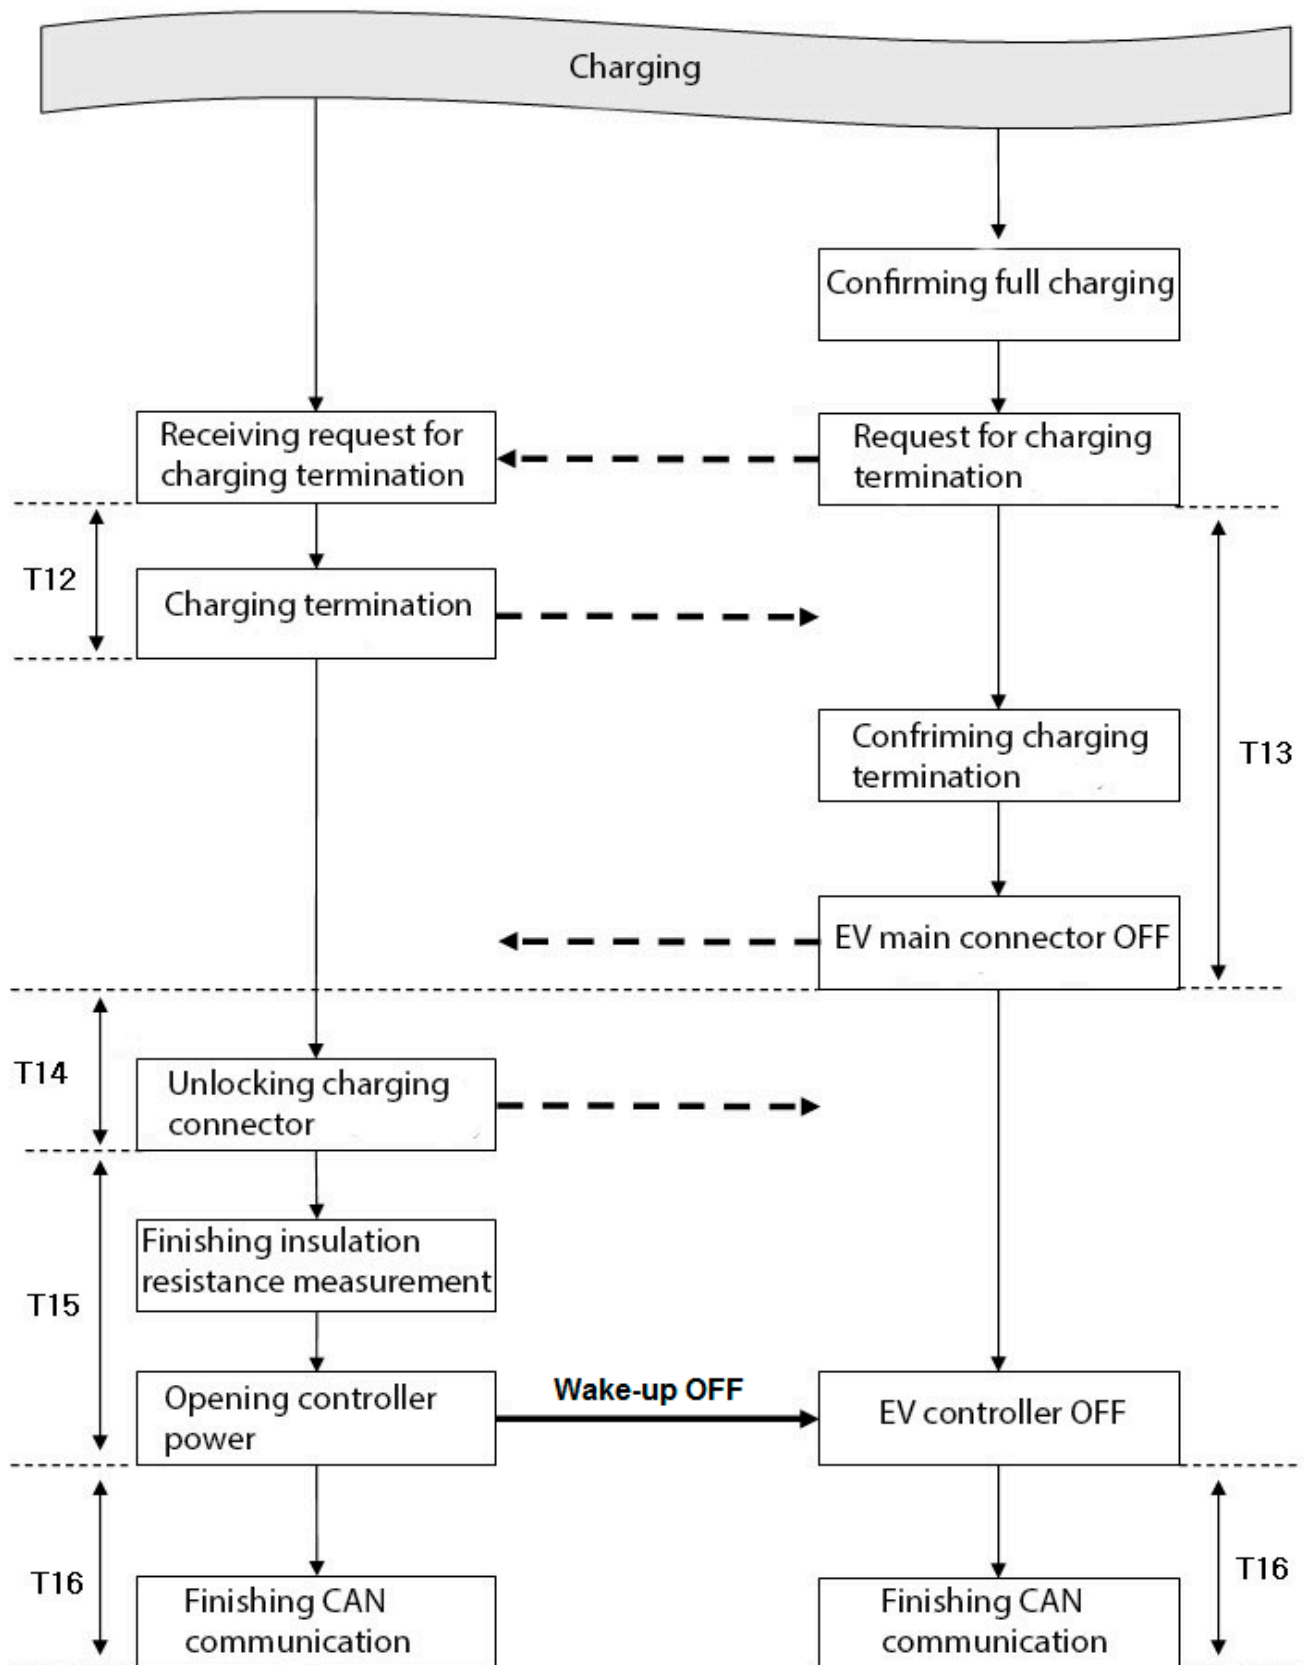 Charging
Confirming full charging
Receiving request for
charging termination
Request for charging
termination
T12
Charging termination
Confriming charging
termination
T13
EV main connector OFF
T14
Unlocking charging
connector
Finishing insulation
resistance measurement
T15
Opening controller
power
Wake-up OFF
EV controller OFF
T16
Finishing CAN
communication
Finishing CAN
communication
T16